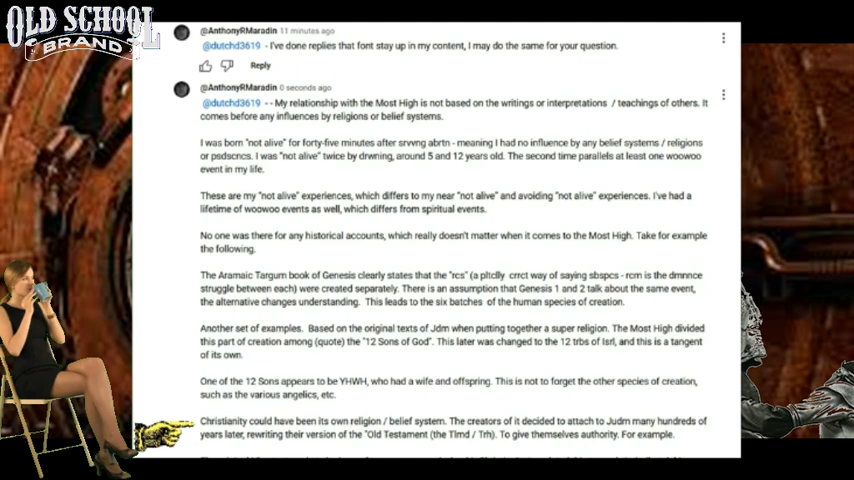 OLD SCHOOL
BRAND
@AnthonyRMaradin 11 minutes ago
@dutchd3619 - I've done replies that font stay up in my content, I may do the same for your question.
Reply
@AnthonyRMaradin 0 seconds ago
@dutchd3619 - - My relationship with the Most High is not based on the writings or interpretations / teachings of others. It
comes before any influences by religions or belief systems.
I was born "not alive" for forty-five minutes after srvvng abrtn - meaning I had no influence by any belief systems / religions
or psdscncs. I was "not alive" twice by drwning, around 5 and 12 years old. The second time parallels at least one woowoo
event in my life.
These are my "not alive" experiences, which differs to my near "not alive" and avoiding "not alive" experiences. I've had a
lifetime of woowoo events as well, which differs from spiritual events.
No one was there for any historical accounts, which really doesn't matter when it comes to the Most High. Take for example
the following.
The Aramaic Targum book of Genesis clearly states that the "rcs" (a pltclly crrct way of saying sbspcs - rcm is the dmnnce
struggle between each) were created separately. There is an assumption that Genesis 1 and 2 talk about the same event,
the alternative changes understanding. This leads to the six batches of the human species of creation.
Another set of examples. Based on the original texts of Jdm when putting together a super religion. The Most High divided
this part of creation among (quote) the "12 Sons of God". This later was changed to the 12 trbs of Isrl, and this is a tangent
of its own.
One of the 12 Sons appears to be YHWH, who had a wife and offspring. This is not to forget the other species of creation,
such as the various angelics, etc.
Christianity could have been its own religion / belief system. The creators of it decided to attach to Judm many hundreds of
years later, rewriting their version of the "Old Testament (the Tlmd / Trh). To give themselves authority. For example.